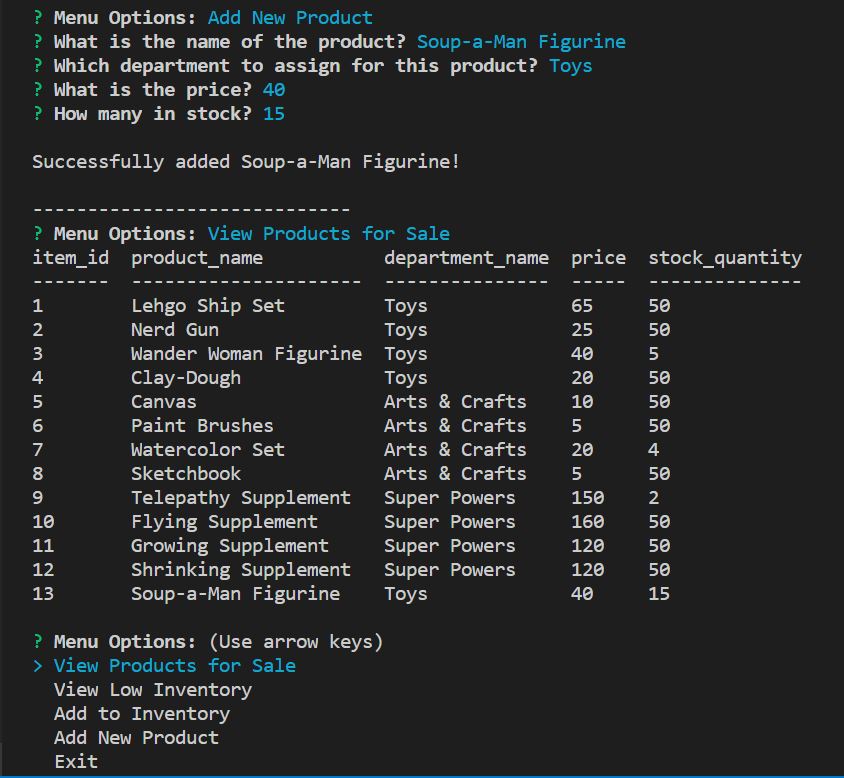 ? Menu Options: Add New Product
? What is the name of the product? Soup-a-Man Figurine
? Which department to assign for this product? Toys
? What is the price? 40
? How many in stock? 15
Successfully added Soup-a-Man Figurine!
-----------------------------
? Menu Options: View Products for Sale
item_id  product_name           department_name  price  stock_quantity
-------  ---------------------  ---------------  -----  --------------
1        Lehgo Ship Set         Toys             65     50
2        Nerd Gun               Toys             25     50
3        Wander Woman Figurine  Toys             40     5
4        Clay-Dough             Toys             20     50
5        Canvas                 Arts & Crafts    10     50
6        Paint Brushes          Arts & Crafts    5      50
7        Watercolor Set         Arts & Crafts    20     4
8        Sketchbook             Arts & Crafts    5      50
9        Telepathy Supplement   Super Powers     150    2
10       Flying Supplement      Super Powers     160    50
11       Growing Supplement     Super Powers     120    50
12       Shrinking Supplement   Super Powers     120    50
13       Soup-a-Man Figurine    Toys             40     15
? Menu Options: (Use arrow keys)
> View Products for Sale
  View Low Inventory
  Add to Inventory
  Add New Product
  Exit